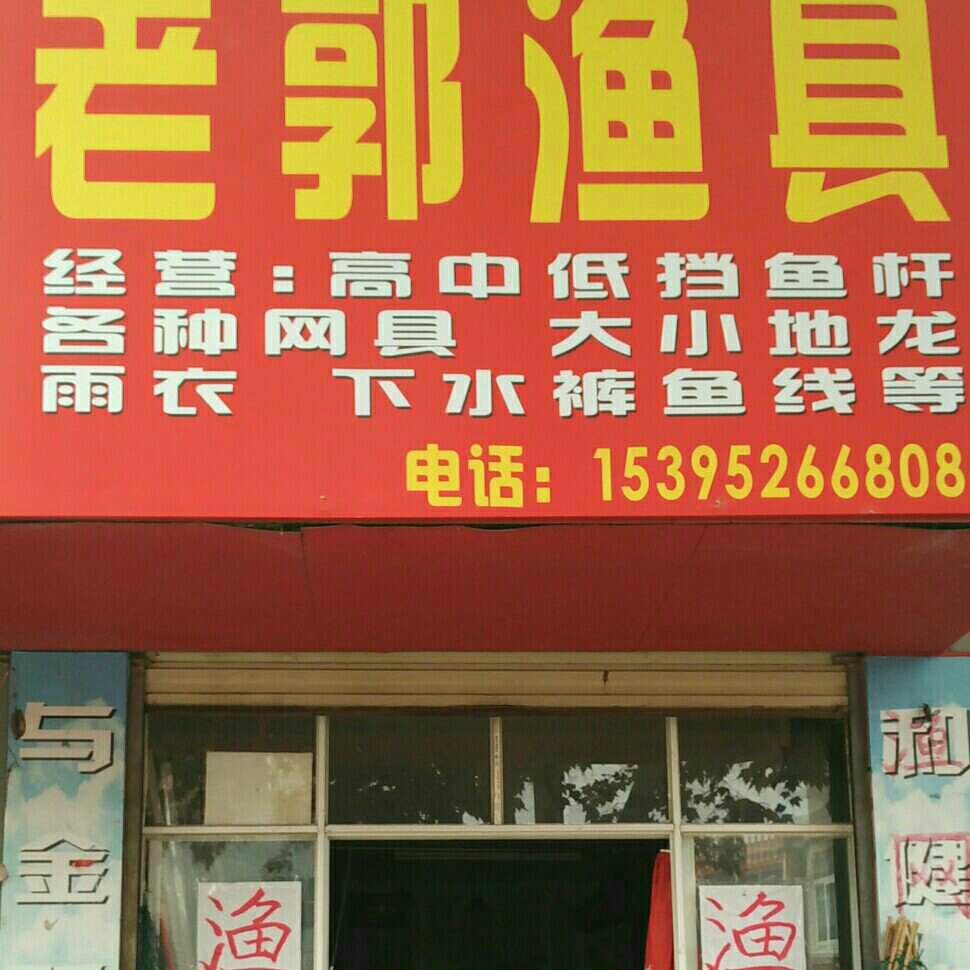 老郭渔具
经营:高中低挡鱼杆
各种网具 大小地龙
雨衣 下水裤鱼线等
电话:15395266808
与金
和
渔
渔